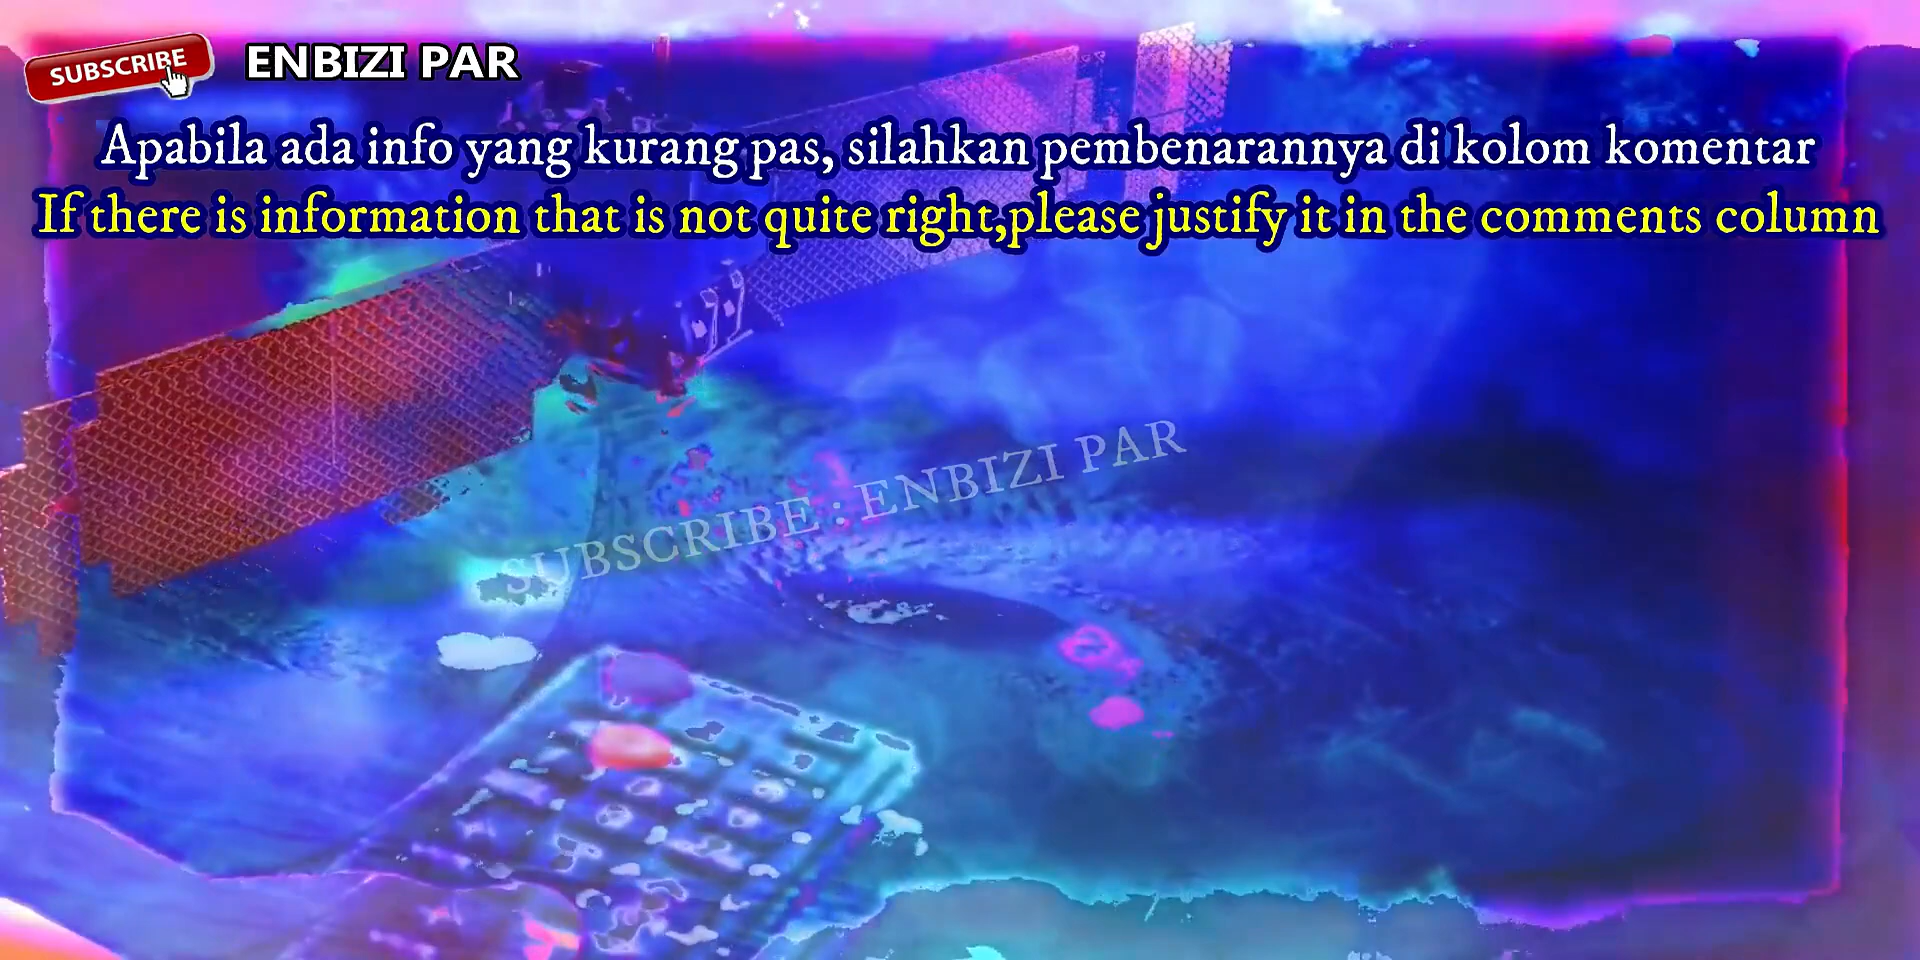 SUBSCRIBE
ENBIZI PAR
Apabila ada info yang kurang pas, silahkan pembenarannya di kolom komentar
If there is information that is not quite right,please justify it in the comments column
SUBSCRIBE : ENBIZI PAR